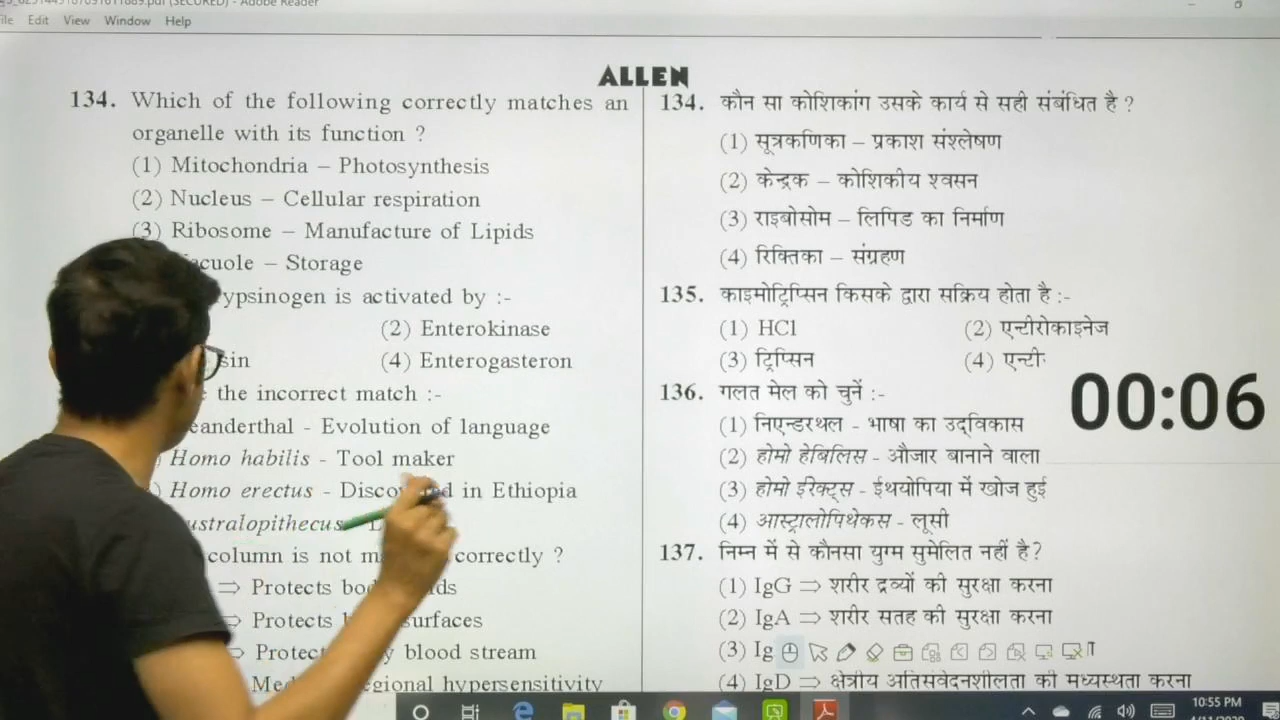 (SECURED) - Adobe Reader
Edit View Window Help
ALLEN
134. Which of the following correctly matches an
organelle with its function ?
(1) Mitochondria – Photosynthesis
(2) Nucleus – Cellular respiration
(3) Ribosome – Manufacture of Lipids
– Storage
is activated by :-
(2) Enterokinase
(4) Enterogasteron
the incorrect match :-
- Evolution of language
Homo habilis - Tool maker
Homo erectus - in Ethiopia
column is not correctly ?
⇒ Protects
Protects surfaces
blood stream
hypersensitivity
134. कौन सा कोशिकांग उसके कार्य से सही संबंधित है ?
(1) सूत्रकणिका – प्रकाश संश्लेषण
(2) केन्द्रक – कोशिकीय श्वसन
(3) राइबोसोम – लिपिड का निर्माण
(4) रिक्तिका – संग्रहण
135. काइमोट्रिप्सिन किसके द्वारा सक्रिय होता है :-
(1) HCl (2) एन्टीरोकाइनेज
(3) ट्रिप्सिन (4)
136. गलत मेल को चुनें :-
(1) निएन्डरथल - भाषा का उद्विकास
(2) होमो हेबिलिस - औजार बानाने वाला
(3) होमो इरेक्ट्स - ईथयोपिया में खोज हुई
(4) आस्ट्रालोपिथेकस - लूसी
137. निम्न में से कौनसा युग्म सुमेलित नहीं है?
(1) IgG ⇒ शरीर द्रव्यों की सुरक्षा करना
(2) IgA ⇒ शरीर सतह की सुरक्षा करना
(3)
(4) IgD ⇒ क्षेत्रीय अतिसंवेदनशीलता की मध्यस्थता करना
00:06
10:55 PM